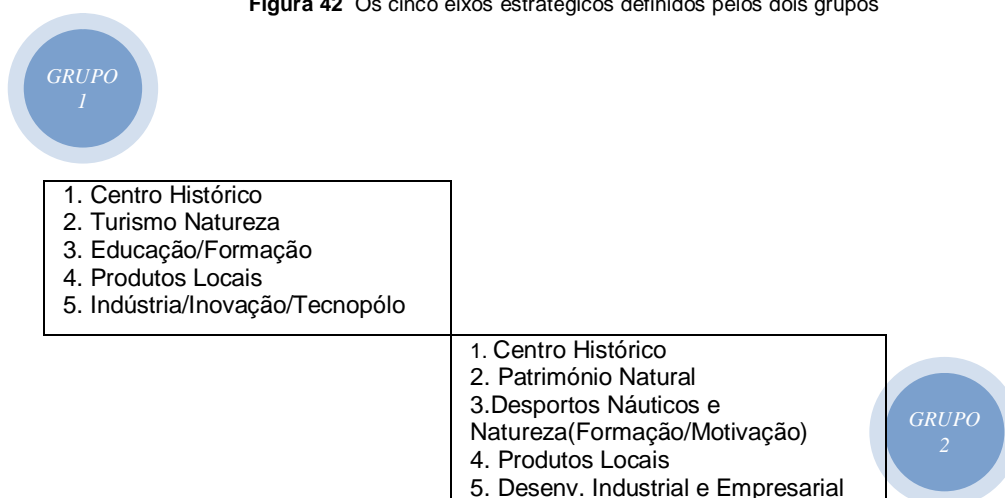 Figura 42 Os cinco eixos estratégicos definidos pelos dois grupos
GRUPO
1
1. Centro Histórico
2. Turismo Natureza
3. Educação/Formação
4. Produtos Locais
5. Indústria/Inovação/Tecnopólo
1. Centro Histórico
2. Património Natural
3.Desportos Náuticos e
Natureza(Formação/Motivação)
4. Produtos Locais
5. Desenv. Industrial e Empresarial
GRUPO
2